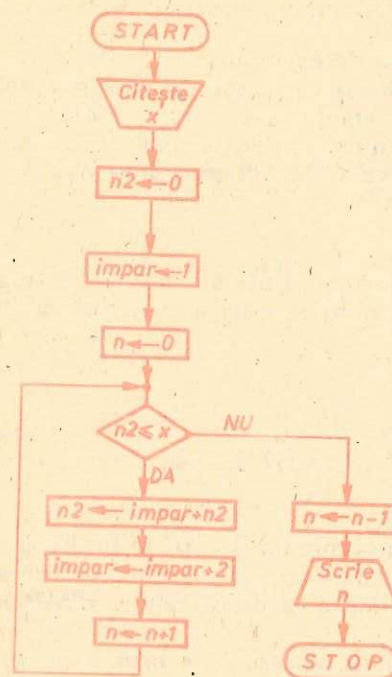 START
Citește
x
n2←0
impar←1
n←0
n2≤x
NU
DA
n2←impar+n2
n←n-1
impar←impar+2
Scrie
n
n←n+1
STOP